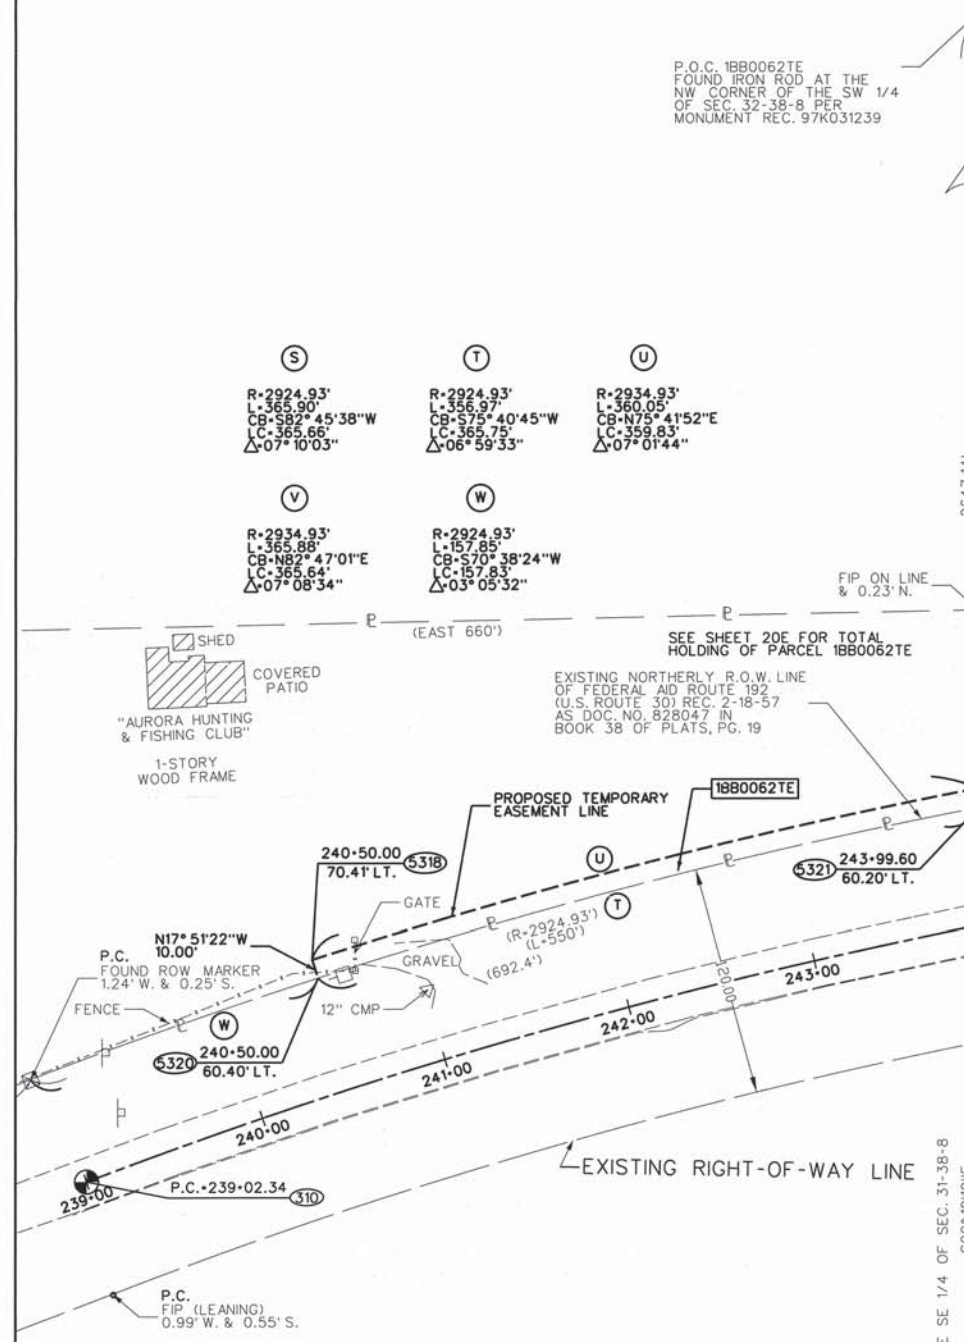 P.O.C. 1BB0062TE
FOUND IRON ROD AT THE
NW CORNER OF THE SW 1/4
OF SEC. 32-38-8 PER
MONUMENT REC. 97K031239
S
R=2924.93'
L=365.90'
CB=S82° 45'38"W
LC=365.66'
△=07° 10'03"
T
R=2924.93'
L=356.97'
CB=S75° 40'45"W
LC=365.75'
△=06° 59'33"
U
R=2934.93'
L=360.05'
CB=N75° 41'52"E
LC=359.83'
△=07° 01'44"
V
R=2934.93'
L=365.88'
CB=N82° 47'01"E
LC=365.64'
△=07° 08'34"
W
R=2924.93'
L=157.85'
CB=S70° 38'24"W
LC=157.83'
△=03° 05'32"
FIP ON LINE
& 0.23' N.
(EAST 660')
SHED
COVERED
PATIO
"AURORA HUNTING
& FISHING CLUB"
1-STORY
WOOD FRAME
SEE SHEET 20E FOR TOTAL
HOLDING OF PARCEL 1BB0062TE
EXISTING NORTHERLY R.O.W. LINE
OF FEDERAL AID ROUTE 192
(U.S. ROUTE 30) REC. 2-18-57
AS DOC. NO. 828047 IN
BOOK 38 OF PLATS, PG. 19
PROPOSED TEMPORARY
EASEMENT LINE
1BB0062TE
240+50.00
70.41' LT.
5318
U
5321
243+99.60
60.20' LT.
GATE
T
(R=2924.93')
(L=550')
N17° 51'22"W
10.00'
P.C.
FOUND ROW MARKER
1.24' W. & 0.25' S.
GRAVEL
(692.4')
120.00
243+00
FENCE
W
12" CMP
242+00
5320
240+50.00
60.40' LT.
241+00
240+00
EXISTING RIGHT-OF-WAY LINE
239+00
P.C.=239+02.34
310
P.C.
FIP (LEANING)
0.99' W. & 0.55' S.
SE 1/4 OF SEC. 31-38-8